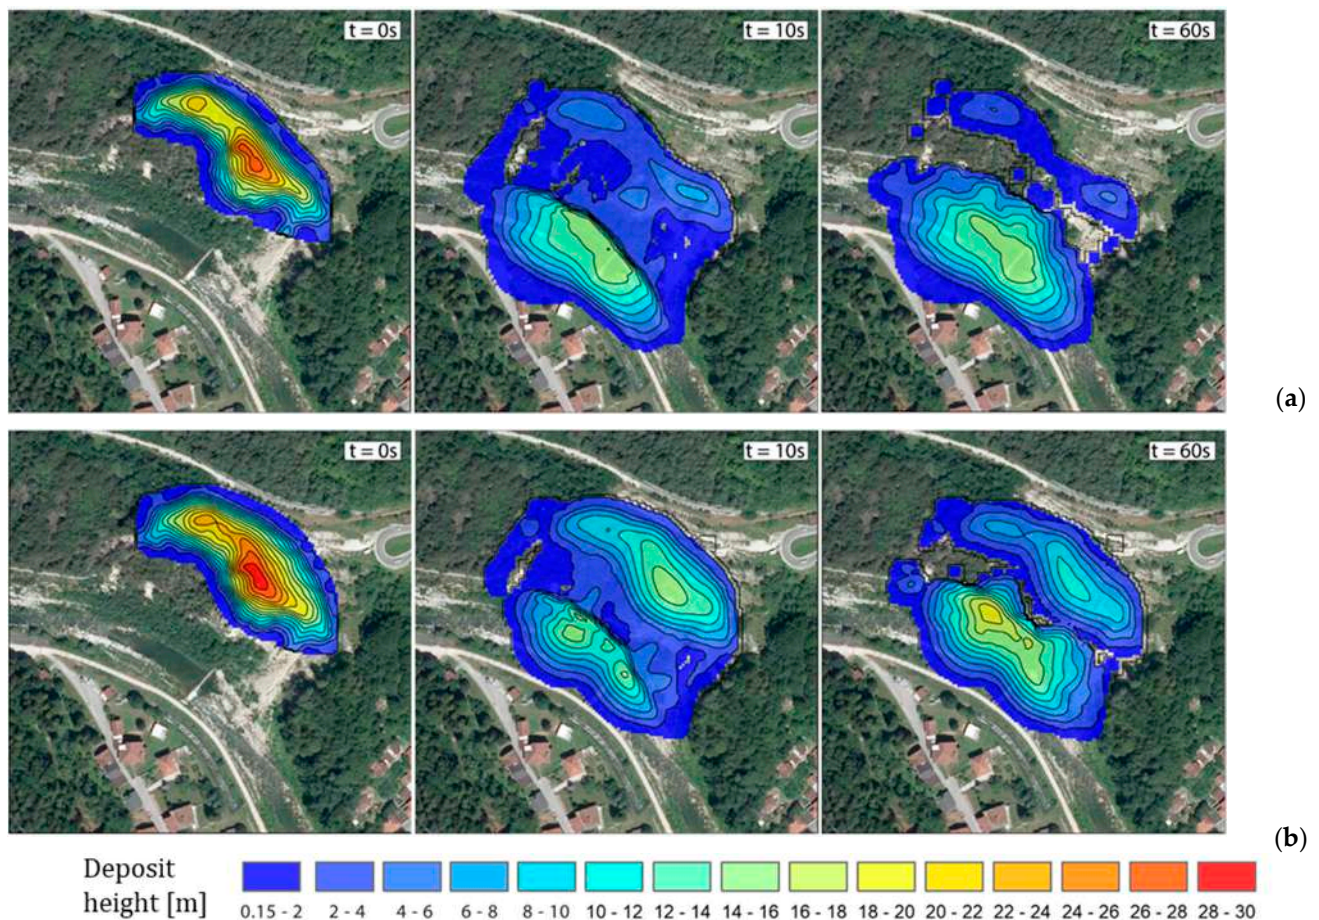 t = 0s
t = 10s
t = 60s
(a)
t = 0s
t = 10s
t = 60s
(b)
Deposit
height [m]
0.15 - 2 2 - 4 4 - 6 6 - 8 8 - 10 10 - 12 12 - 14 14 - 16 16 - 18 18 - 20 20 - 22 22 - 24 24 - 26 26 - 28 28 - 30